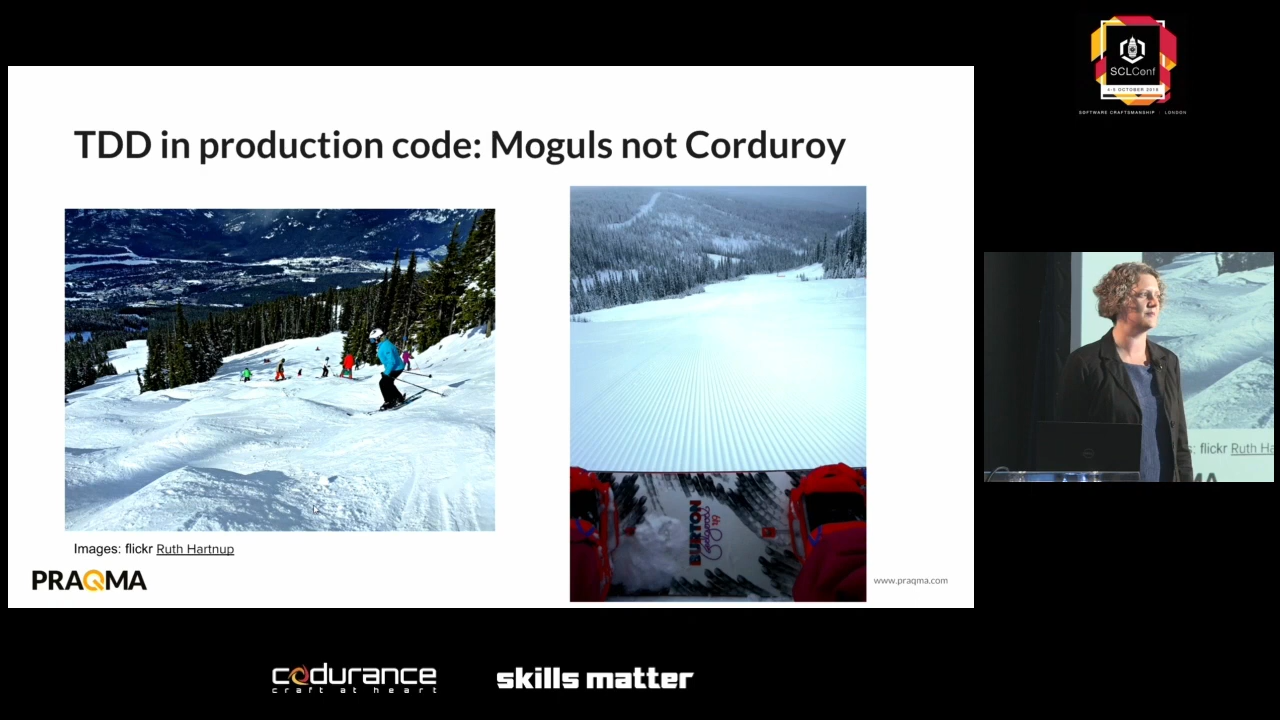 SCLConf
4-5 OCTOBER 2018
SOFTWARE CRAFTSMANSHIP · LONDON
TDD in production code: Moguls not Corduroy
BURTON
Images: flickr Ruth Hartnup
PRAQMA
www.praqma.com
: flickr Ruth Ha
codurance
craft at heart
skills matter